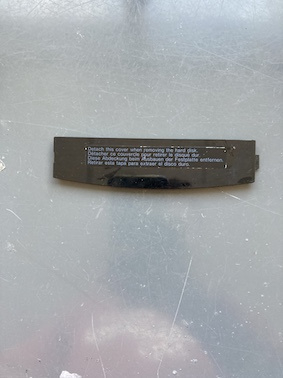 Detach this cover when removing the hard disk.
Détacher ce couvercle pour retirer le disque dur.
Diese Abdeckung beim Ausbauen der Festplatte entfernen.
Retirar esta tapa para extraer el disco duro.